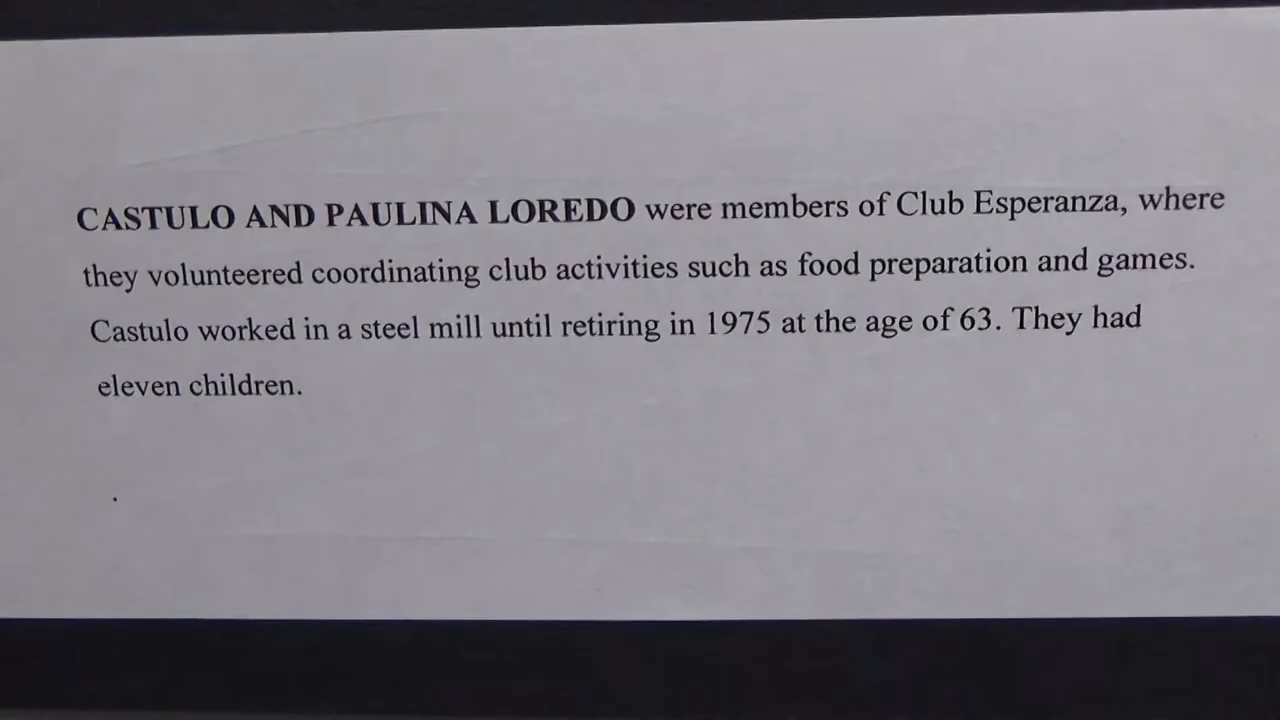 CASTULO AND PAULINA LOREDO were members of Club Esperanza, where
they volunteered coordinating club activities such as food preparation and games.
Castulo worked in a steel mill until retiring in 1975 at the age of 63. They had
eleven children.